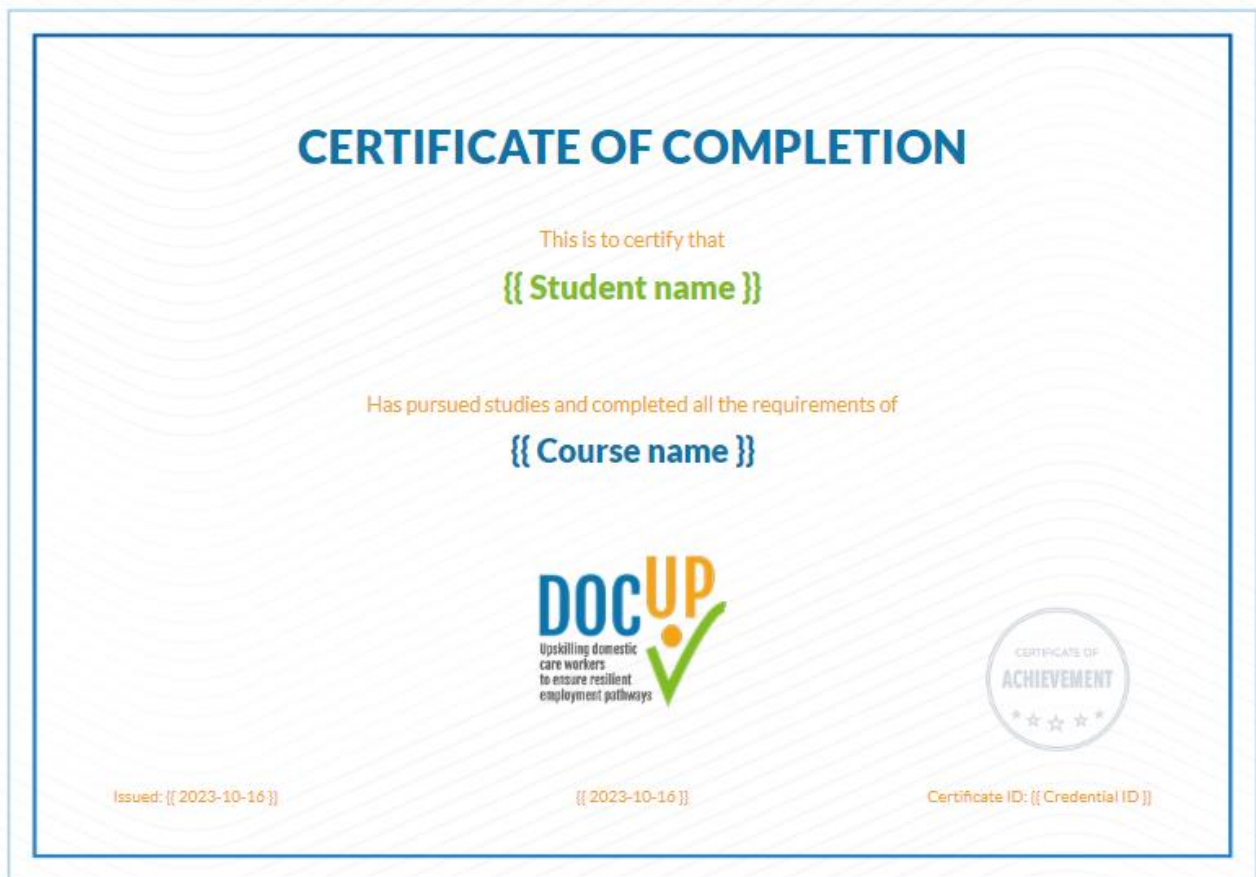 CERTIFICATE OF COMPLETION
This is to certify that
{{ Student name }}
Has pursued studies and completed all the requirements of
{{ Course name }}
DOCUP
Upskilling domestic
care workers
to ensure resilient
employment pathways
CERTIFICATE OF
ACHIEVEMENT
Issued: {{ 2023-10-16 }}
{{ 2023-10-16 }}
Certificate ID: {{ Credential ID }}